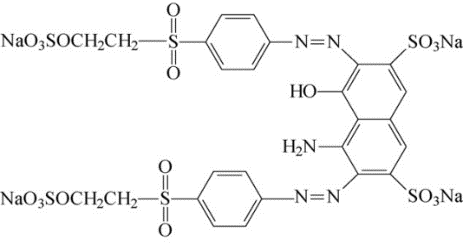 O
NaO3SOCH2CH2—S
O
N=N
SO3Na
HO
H2N
O
NaO3SOCH2CH2—S
O
N=N
SO3Na